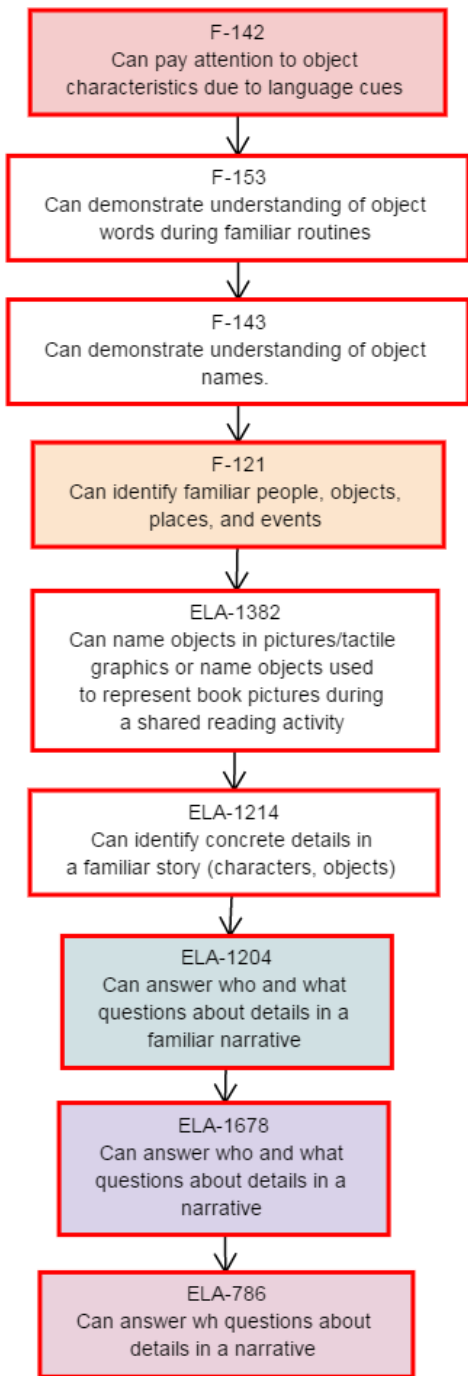 F-142
Can pay attention to object
characteristics due to language cues
F-153
Can demonstrate understanding of object
words during familiar routines
F-143
Can demonstrate understanding of object
names.
F-121
Can identify familiar people, objects,
places, and events
ELA-1382
Can name objects in pictures/tactile
graphics or name objects used
to represent book pictures during
a shared reading activity
ELA-1214
Can identify concrete details in
a familiar story (characters, objects)
ELA-1204
Can answer who and what
questions about details in a
familiar narrative
ELA-1678
Can answer who and what
questions about details in a
narrative
ELA-786
Can answer wh questions about
details in a narrative